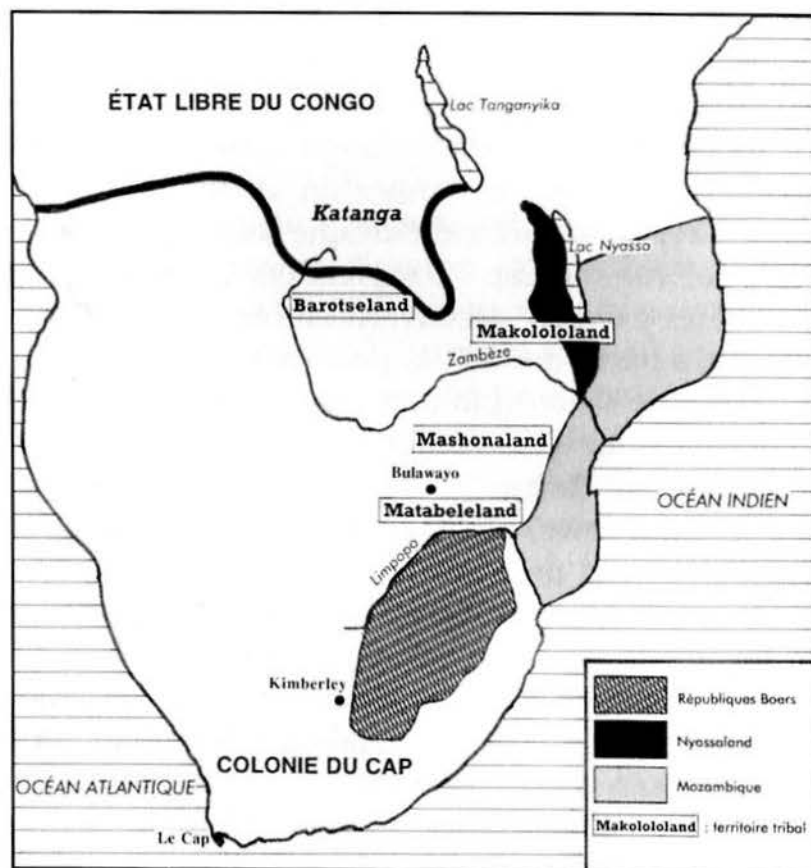 ÉTAT LIBRE DU CONGO
Lac Tanganyika
Katanga
Lac Nyassa
Barotseland
Makolololand
Zambèze
Mashonaland
Bulawayo
OCÉAN INDIEN
Matabeleland
Limpopo
Kimberley
COLONIE DU CAP
OCÉAN ATLANTIQUE
Le Cap
Républiques Boers
Nyassaland
Mozambique
Makolololand : territoire tribal